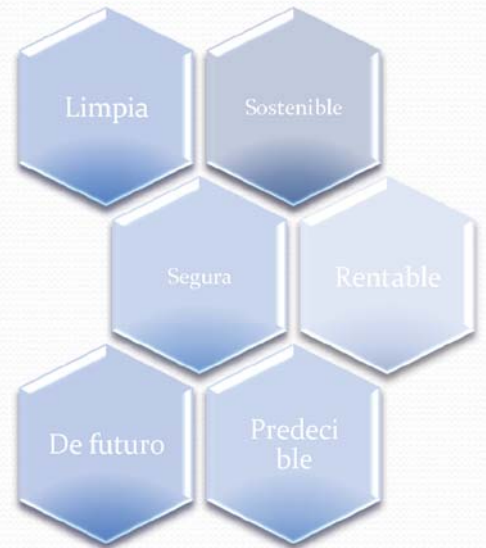 Limpia
Sostenible
Segura
Rentable
De futuro
Predeci
ble